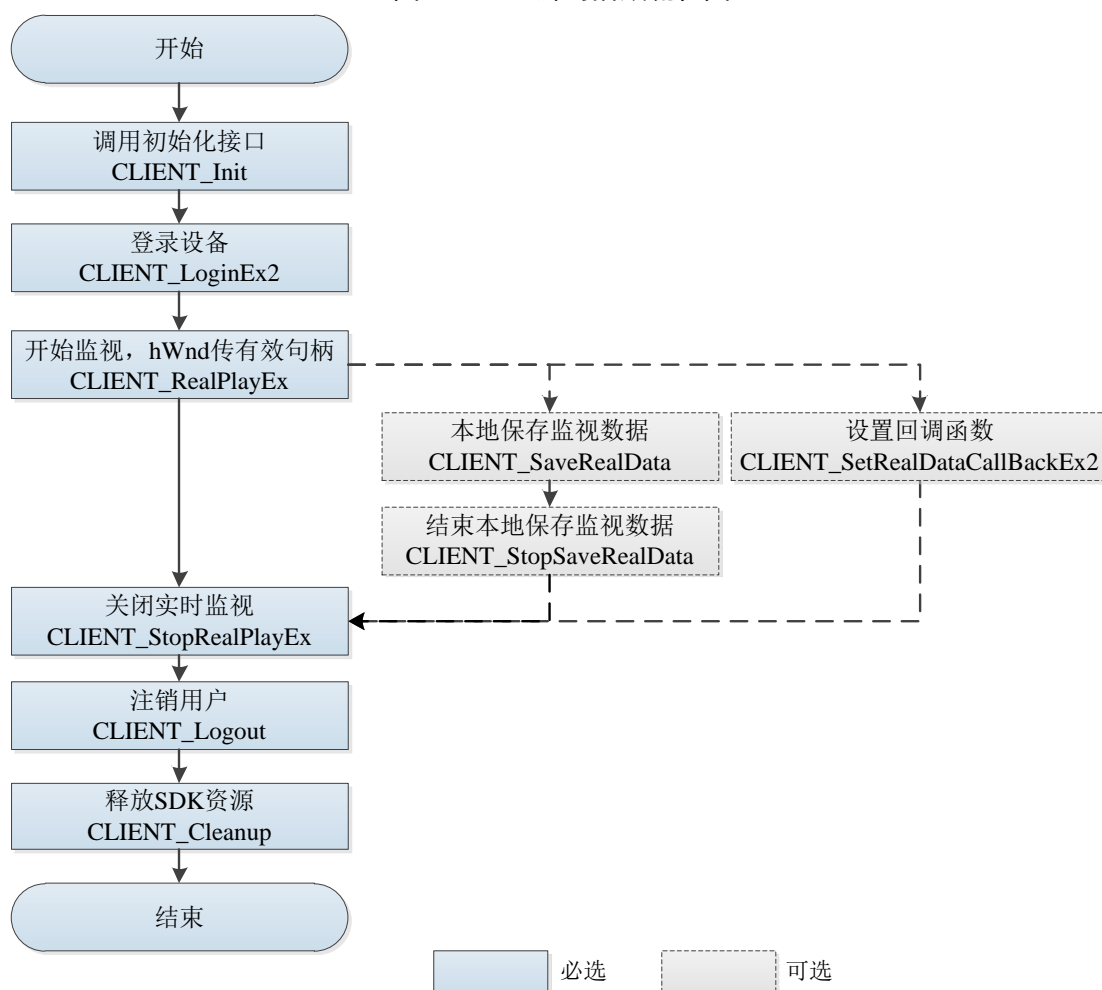 开始
调用初始化接口
CLIENT_Init
登录设备
CLIENT_LoginEx2
开始监视，hWnd传有效句柄
CLIENT_RealPlayEx
本地保存监视数据
CLIENT_SaveRealData
设置回调函数
CLIENT_SetRealDataCallBackEx2
结束本地保存监视数据
CLIENT_StopSaveRealData
关闭实时监视
CLIENT_StopRealPlayEx
注销用户
CLIENT_Logout
释放SDK资源
CLIENT_Cleanup
结束
必选
可选